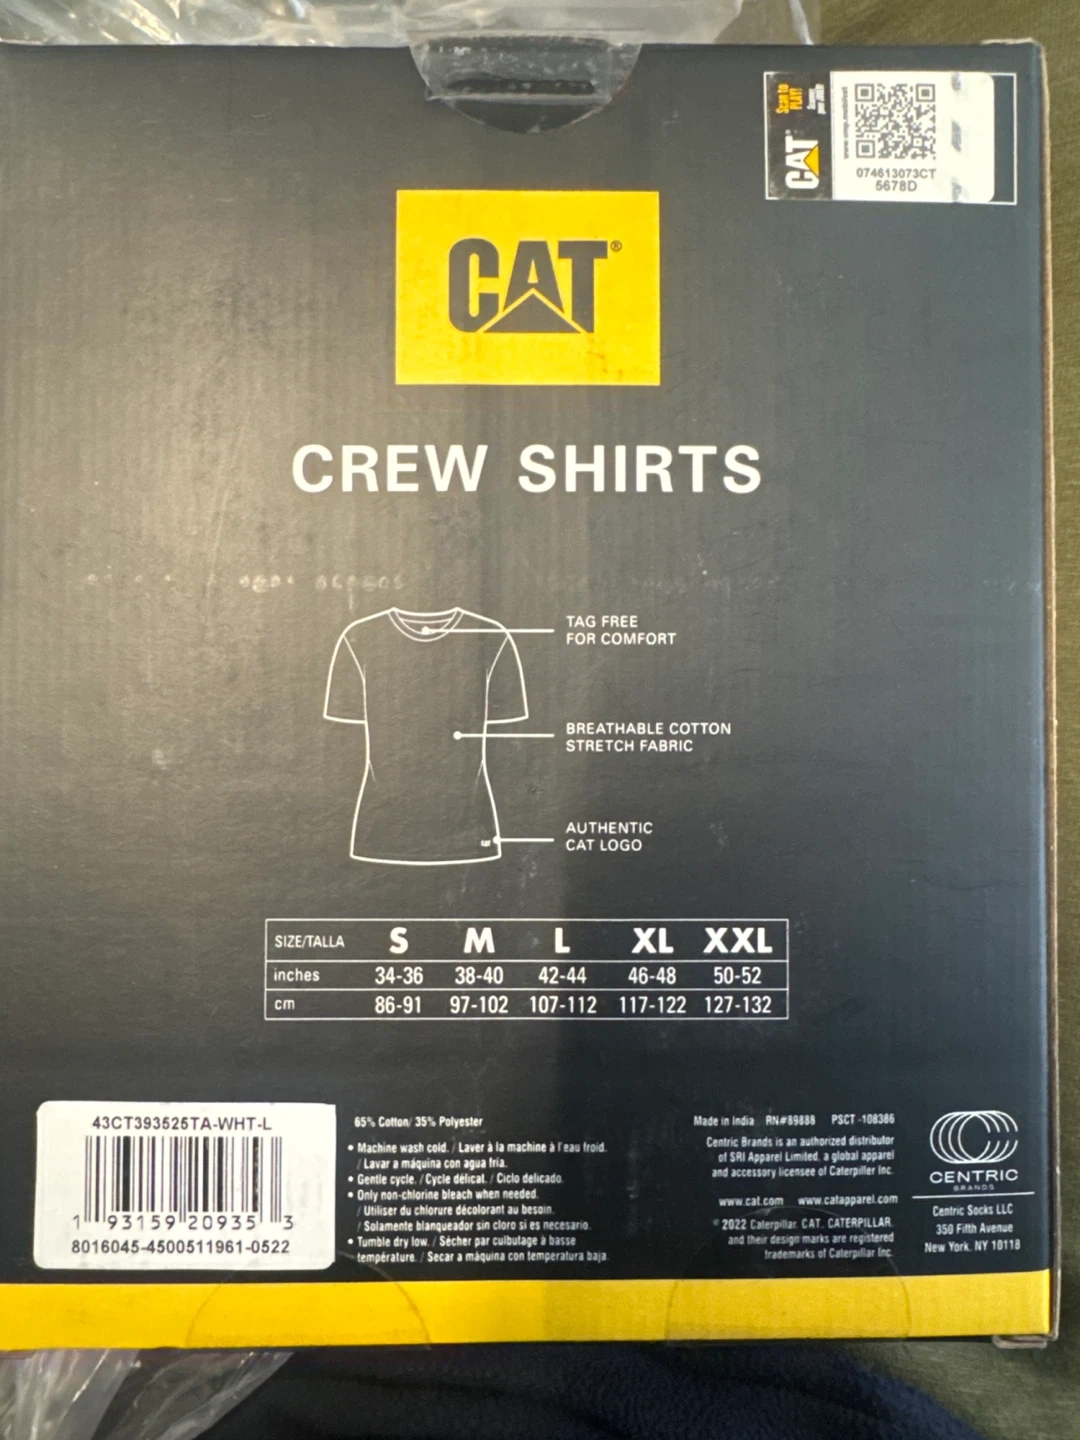 Scan to
PLAY!
CAT
074613073CT
5678D
CAT®
CREW SHIRTS
TAG FREE
FOR COMFORT
BREATHABLE COTTON
STRETCH FABRIC
AUTHENTIC
CAT LOGO
SIZE/TALLA S M L XL XXL
inches 34-36 38-40 42-44 46-48 50-52
cm 86-91 97-102 107-112 117-122 127-132
43CT393525TA-WHT-L
1 93159 20935 3
8016045-4500511961-0522
65% Cotton/ 35% Polyester
• Machine wash cold. / Laver à la machine à l'eau froid.
/ Lavar a máquina con agua fría.
• Gentle cycle. / Cycle délicat. / Ciclo delicado.
• Only non-chlorine bleach when needed.
/ Utiliser du chlorure décolorant au besoin.
/ Solamente blanqueador sin cloro si es necesario.
• Tumble dry low. / Sécher par culbutage à basse
température. / Secar a máquina con temperatura baja.
Made in India RN#89888 PSCT -108386
Centric Brands is an authorized distributor
of SRI Apparel Limited, a global apparel
and accessory licensee of Caterpillar Inc.
www.cat.com www.catapparel.com
© 2022 Caterpillar. CAT, CATERPILLAR,
and their design marks are registered
trademarks of Caterpillar Inc.
CENTRIC
BRANDS
Centric Socks LLC
350 Fifth Avenue
New York, NY 10118